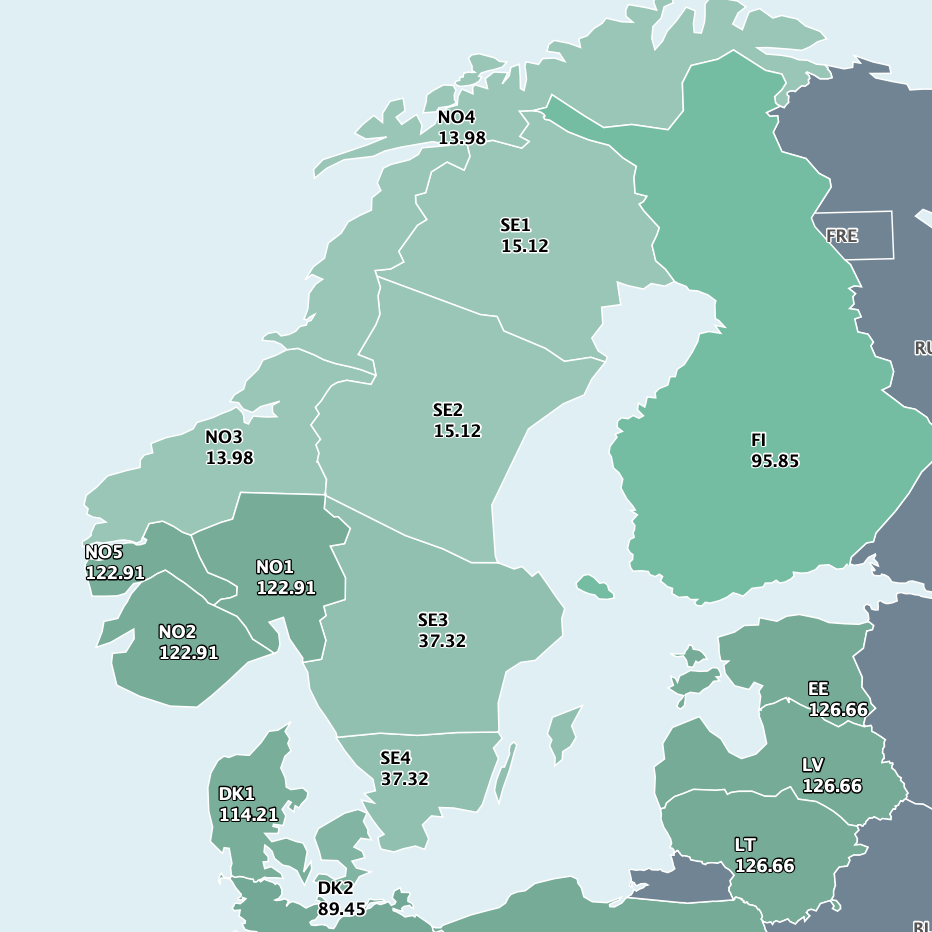 NO4
13.98
SE1
15.12
FRE
RU
SE2
15.12
NO3
13.98
FI
95.85
NO5
122.91
NO1
122.91
SE3
37.32
NO2
122.91
EE
126.66
SE4
37.32
LV
126.66
DK1
114.21
LT
126.66
DK2
89.45